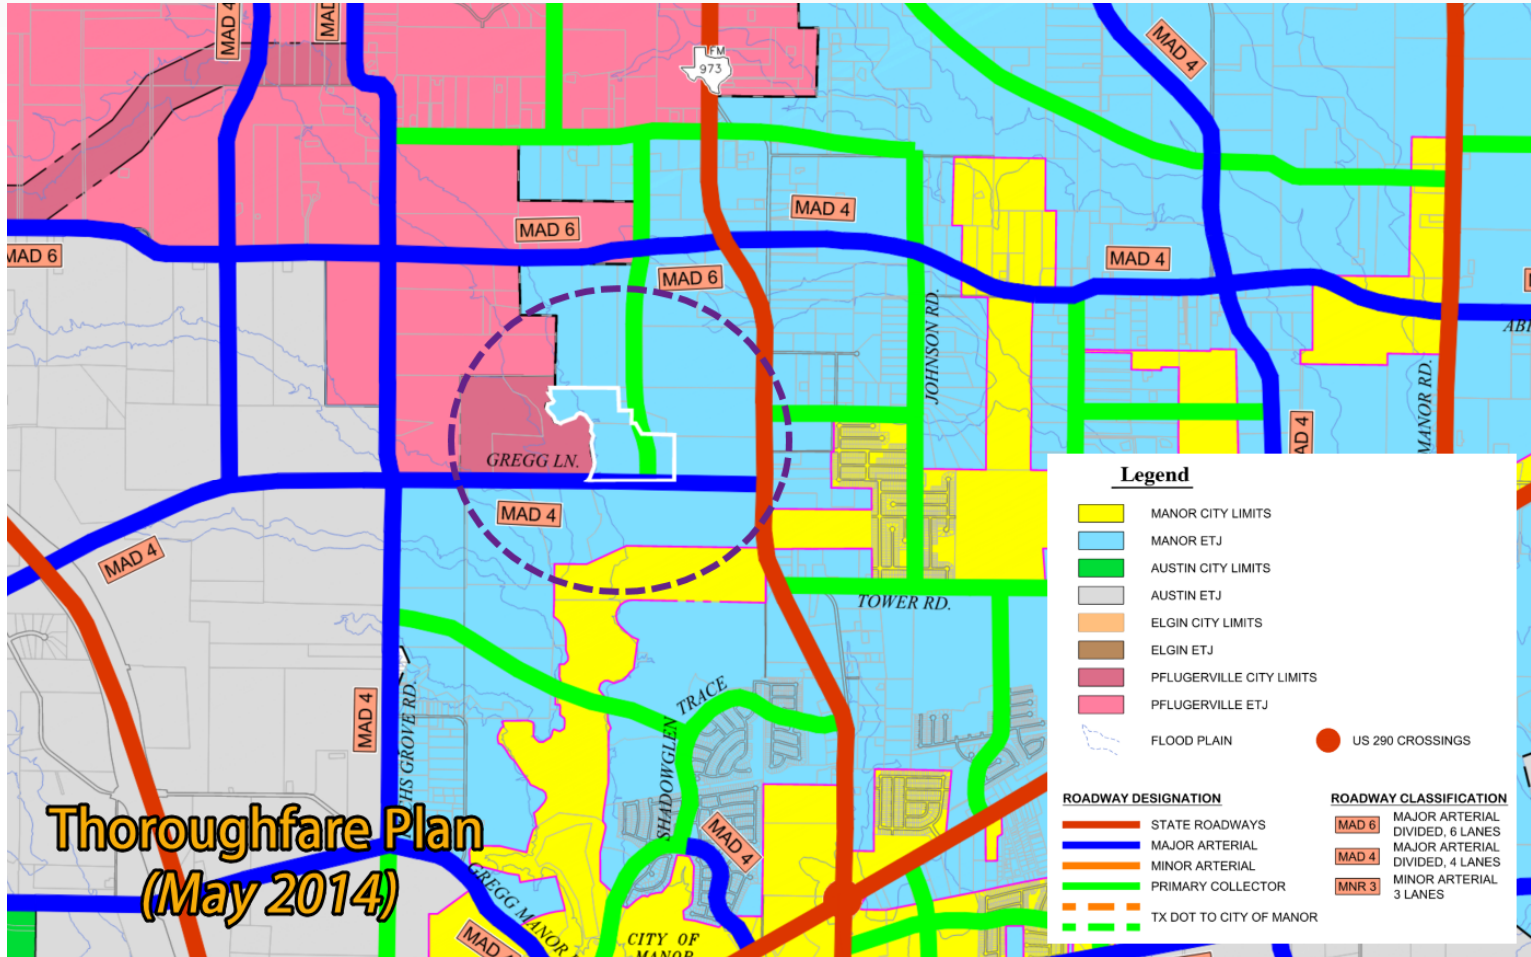 MAD 4
MAD
FM
973
MAD 4
MAD 4
MAD 6
MAD 6
MAD 4
MAD 6
JOHNSON RD.
MANOR RD.
AD 4
GREGG LN.
MAD 4
MAD 4
TOWER RD.
SHADOWGLEN TRACE
MAD 4
CHS GROVE RD.
MAD 4
GREGG MANOR
MAD 4
CITY OF
MANOR
Thoroughfare Plan
(May 2014)
Legend
MANOR CITY LIMITS
MANOR ETJ
AUSTIN CITY LIMITS
AUSTIN ETJ
ELGIN CITY LIMITS
ELGIN ETJ
PFLUGERVILLE CITY LIMITS
PFLUGERVILLE ETJ
FLOOD PLAIN
US 290 CROSSINGS
ROADWAY DESIGNATION
STATE ROADWAYS
MAJOR ARTERIAL
MINOR ARTERIAL
PRIMARY COLLECTOR
TX DOT TO CITY OF MANOR
ROADWAY CLASSIFICATION
MAD 6
MAJOR ARTERIAL
DIVIDED, 6 LANES
MAD 4
MAJOR ARTERIAL
DIVIDED, 4 LANES
MNR 3
MINOR ARTERIAL
3 LANES